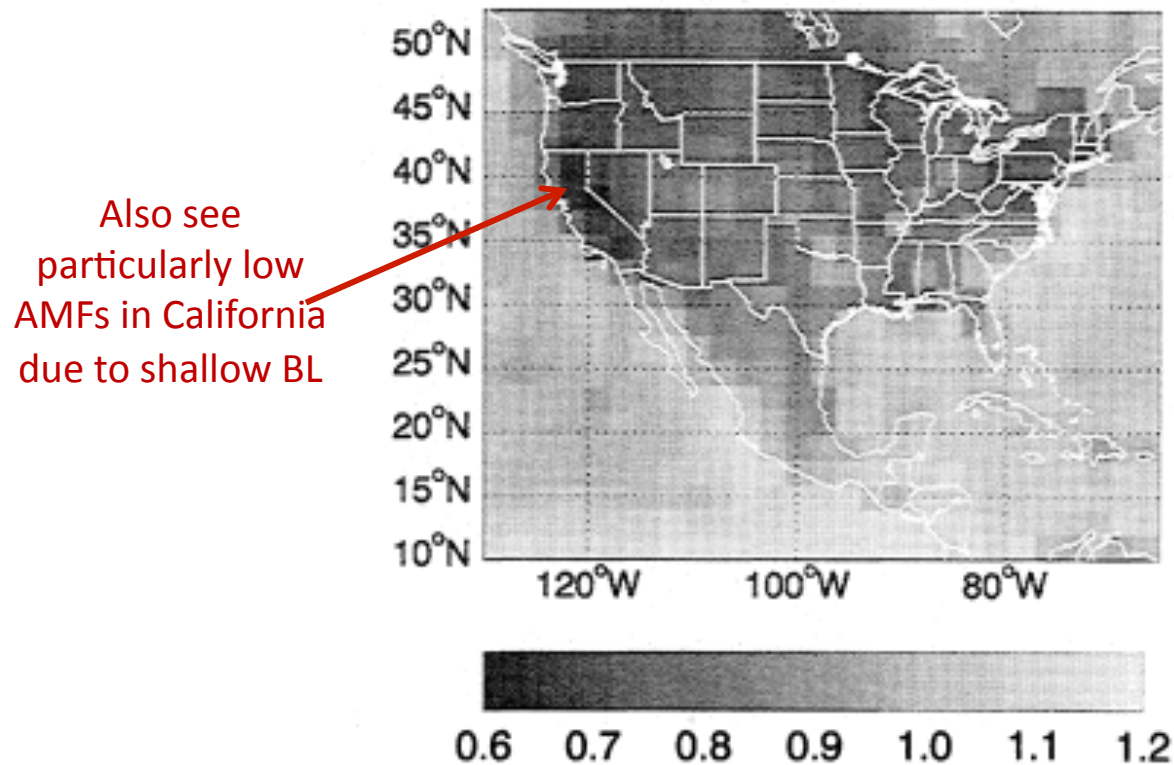 Also see
particularly low
AMFs in California
due to shallow BL
50°N
45°N
40°N
35°N
30°N
25°N
20°N
15°N
10°N
120°W 100°W 80°W
0.6 0.7 0.8 0.9 1.0 1.1 1.2